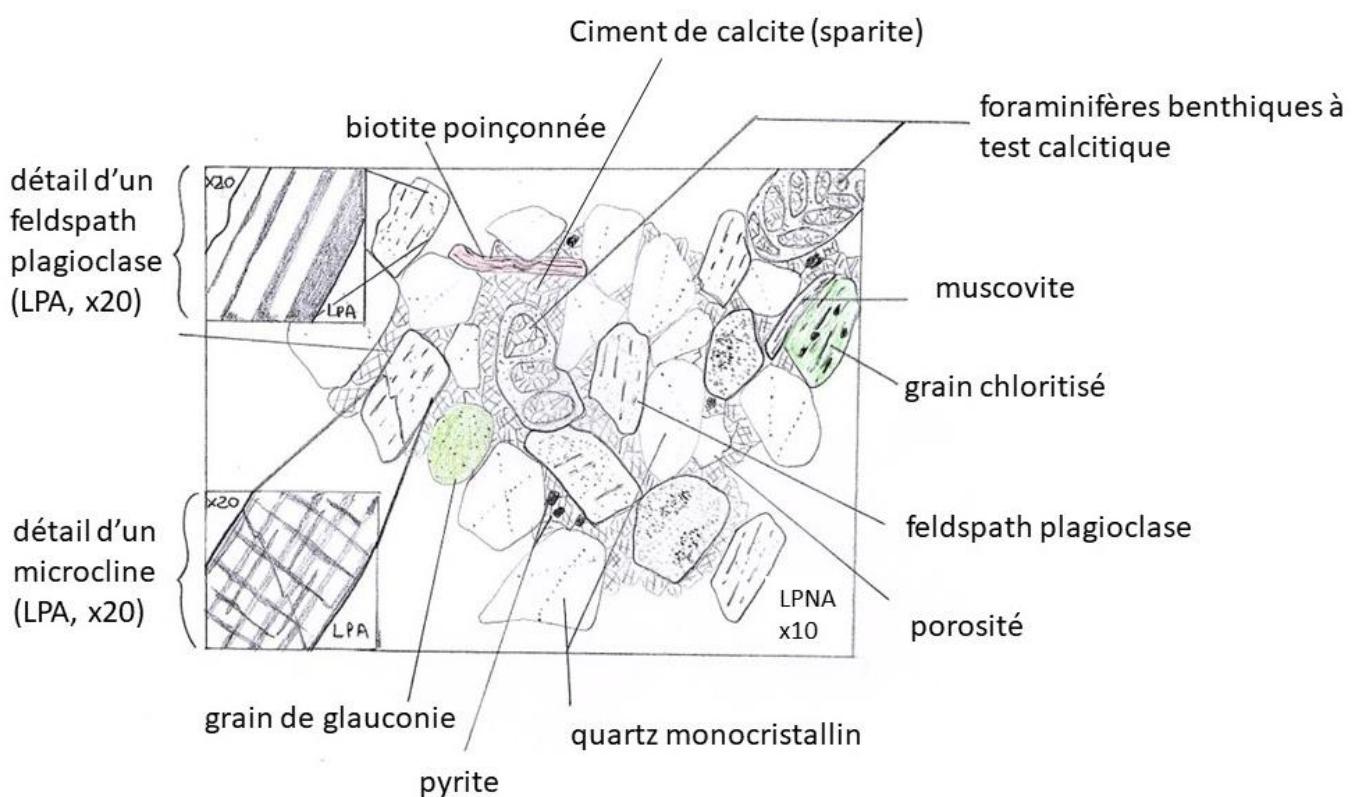 Ciment de calcite (sparite)
foraminifères benthiques à
test calcitique
biotite poinçonnée
détail d’un
feldspath
plagioclase
(LPA, x20)
x20
LPA
muscovite
grain chloritisé
feldspath plagioclase
détail d’un
microcline
(LPA, x20)
x20
LPA
LPNA
x10
porosité
grain de glauconie
quartz monocristallin
pyrite